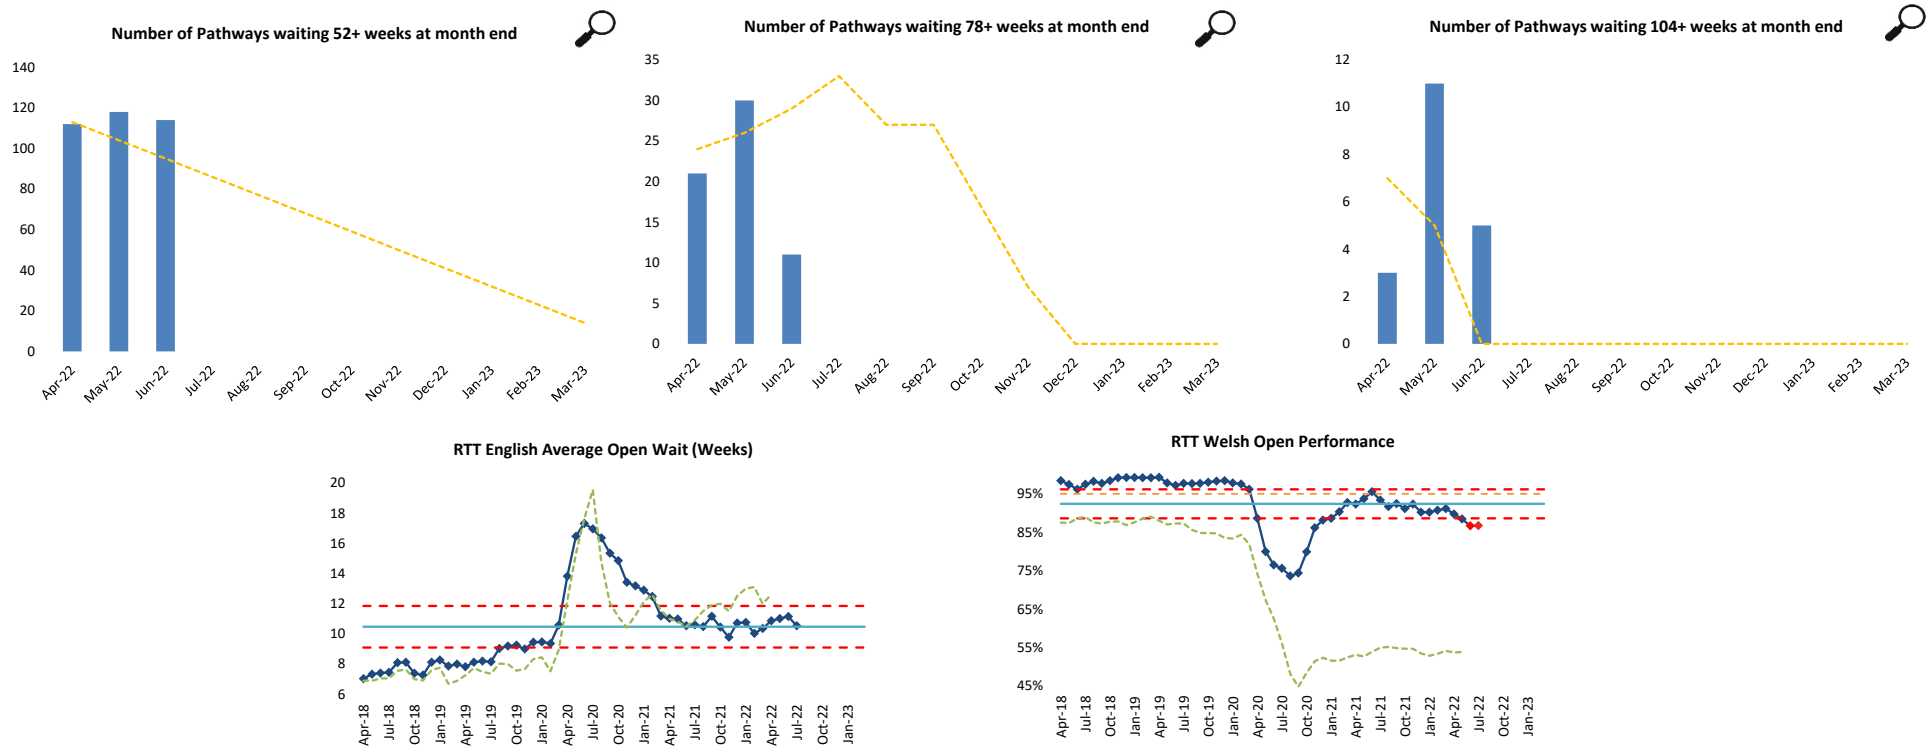 Number of Pathways waiting 52+ weeks at month end
140
120
100
80
60
40
20
0
Apr-22
May-22
Jun-22
Jul-22
Aug-22
Sep-22
Oct-22
Nov-22
Dec-22
Jan-23
Feb-23
Mar-23
Number of Pathways waiting 78+ weeks at month end
35
30
25
20
15
10
5
0
Apr-22
May-22
Jun-22
Jul-22
Aug-22
Sep-22
Oct-22
Nov-22
Dec-22
Jan-23
Feb-23
Mar-23
Number of Pathways waiting 104+ weeks at month end
12
10
8
6
4
2
0
Apr-22
May-22
Jun-22
Jul-22
Aug-22
Sep-22
Oct-22
Nov-22
Dec-22
Jan-23
Feb-23
Mar-23
RTT English Average Open Wait (Weeks)
20
18
16
14
12
10
8
6
Apr-18
Jul-18
Oct-18
Jan-19
Apr-19
Jul-19
Oct-19
Jan-20
Apr-20
Jul-20
Oct-20
Jan-21
Apr-21
Jul-21
Oct-21
Jan-22
Apr-22
Jul-22
Oct-22
Jan-23
RTT Welsh Open Performance
95%
85%
75%
65%
55%
45%
Apr-18
Jul-18
Oct-18
Jan-19
Apr-19
Jul-19
Oct-19
Jan-20
Apr-20
Jul-20
Oct-20
Jan-21
Apr-21
Jul-21
Oct-21
Jan-22
Apr-22
Jul-22
Oct-22
Jan-23